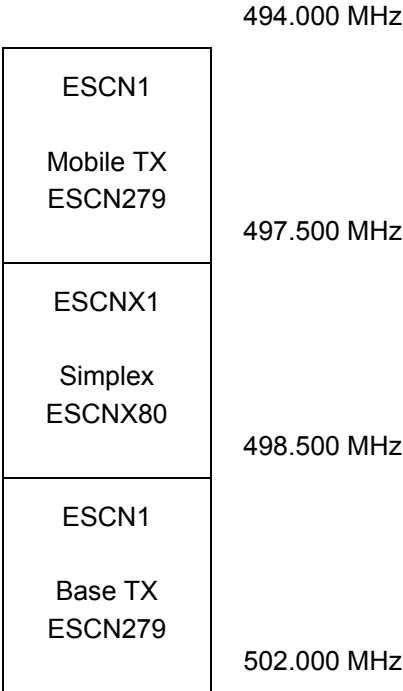 494.000 MHz
ESCN1
Mobile TX
ESCN279
497.500 MHz
ESCNX1
Simplex
ESCNX80
498.500 MHz
ESCN1
Base TX
ESCN279
502.000 MHz